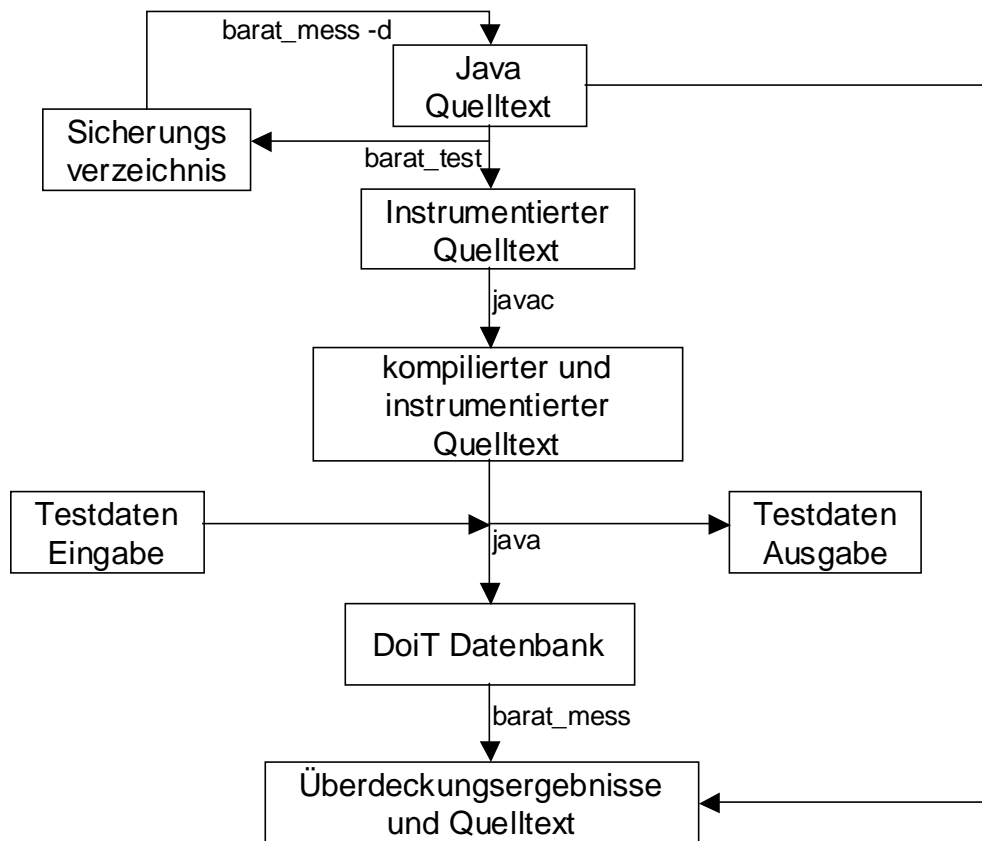 barat_mess -d
Java
Quelltext
Sicherungs
verzeichnis
barat_test
Instrumentierter
Quelltext
javac
kompilierter und
instrumentierter
Quelltext
Testdaten
Eingabe
java
Testdaten
Ausgabe
DoiT Datenbank
barat_mess
Überdeckungsergebnisse
und Quelltext